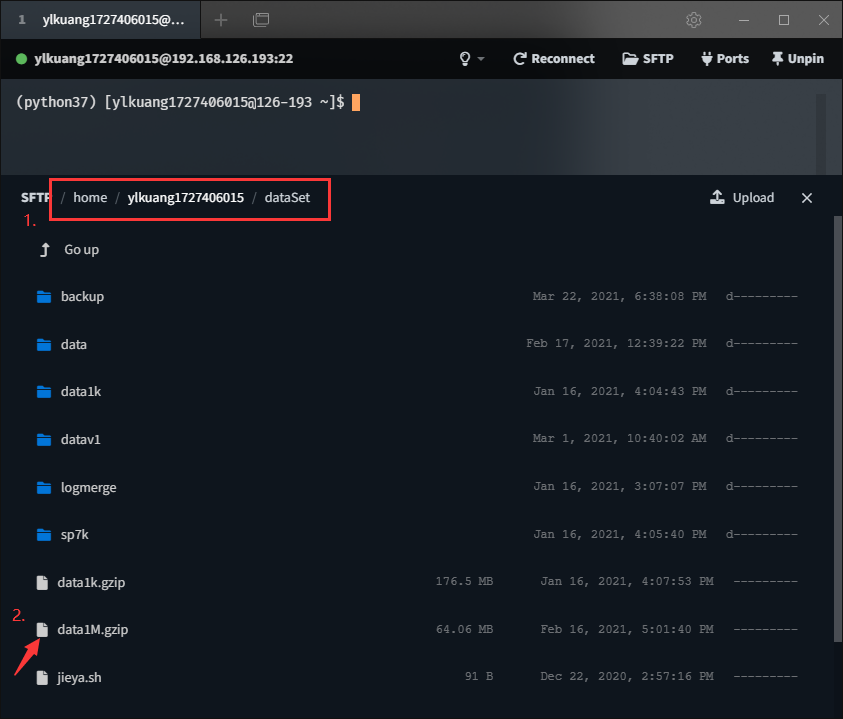 1 ylkuang1727406015@...
ylkuang1727406015@192.168.126.193:22 Reconnect SFTP Ports Unpin
(python37) [ylkuang1727406015@126-193 ~]$
SFTP / home / ylkuang1727406015 / dataSet Upload
1.
Go up
backup Mar 22, 2021, 6:38:08 PM d---------
data Feb 17, 2021, 12:39:22 PM d---------
data1k Jan 16, 2021, 4:04:43 PM d---------
datav1 Mar 1, 2021, 10:40:02 AM d---------
logmerge Jan 16, 2021, 3:07:07 PM d---------
sp7k Jan 16, 2021, 4:05:40 PM d---------
data1k.gzip 176.5 MB Jan 16, 2021, 4:07:53 PM ---------
2.
data1M.gzip 64.06 MB Feb 16, 2021, 5:01:40 PM ---------
jieya.sh 91 B Dec 22, 2020, 2:57:16 PM ---------